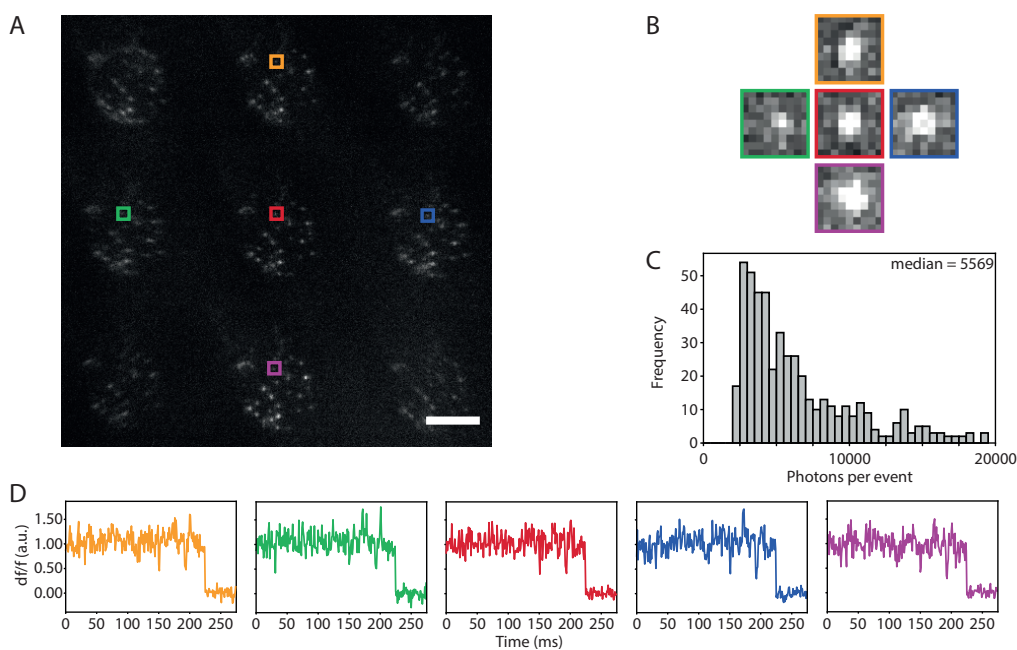 A
B
C
median = 5569
50
40
30
20
10
0
Frequency
0
10000
20000
Photons per event
D
1.50
1.00
0.50
0.00
df/f (a.u.)
0 50 100 150 200 250
0 50 100 150 200 250
0 50 100 150 200 250
0 50 100 150 200 250
0 50 100 150 200 250
Time (ms)